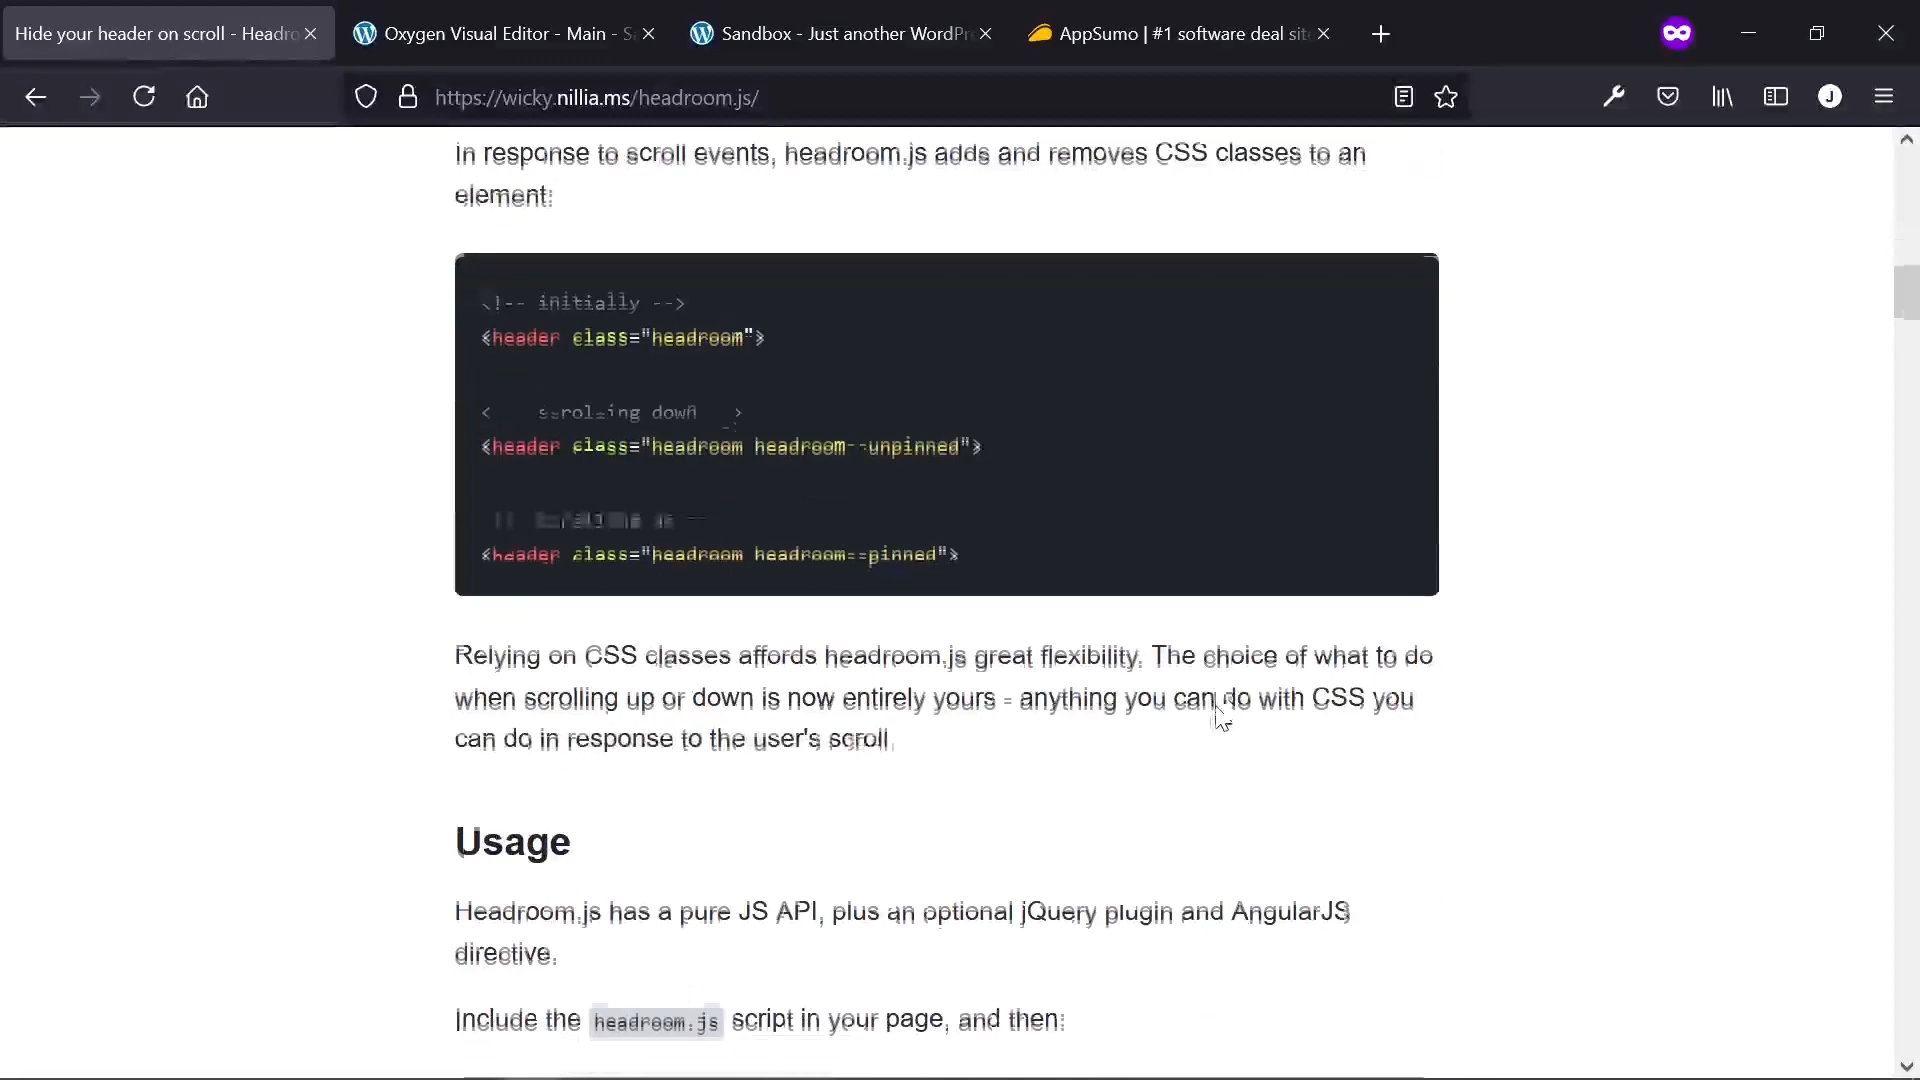 Hide your header on scroll - Headro
Oxygen Visual Editor - Main - S
Sandbox - Just another WordPr
AppSumo | #1 software deal site
https://wicky.nillia.ms/headroom.js/
J
In response to scroll events, headroom.js adds and removes CSS classes to an
element:
<!-- initially -->
<header class="headroom">
scrolling down
<header class="headroom headroom--unpinned">
<header class="headroom headroom--pinned">
Relying on CSS classes affords headroom.js great flexibility. The choice of what to do
when scrolling up or down is now entirely yours - anything you can do with CSS you
can do in response to the user's scroll.
Usage
Headroom.js has a pure JS API, plus an optional jQuery plugin and AngularJS
directive.
Include the headroom.js script in your page, and then: